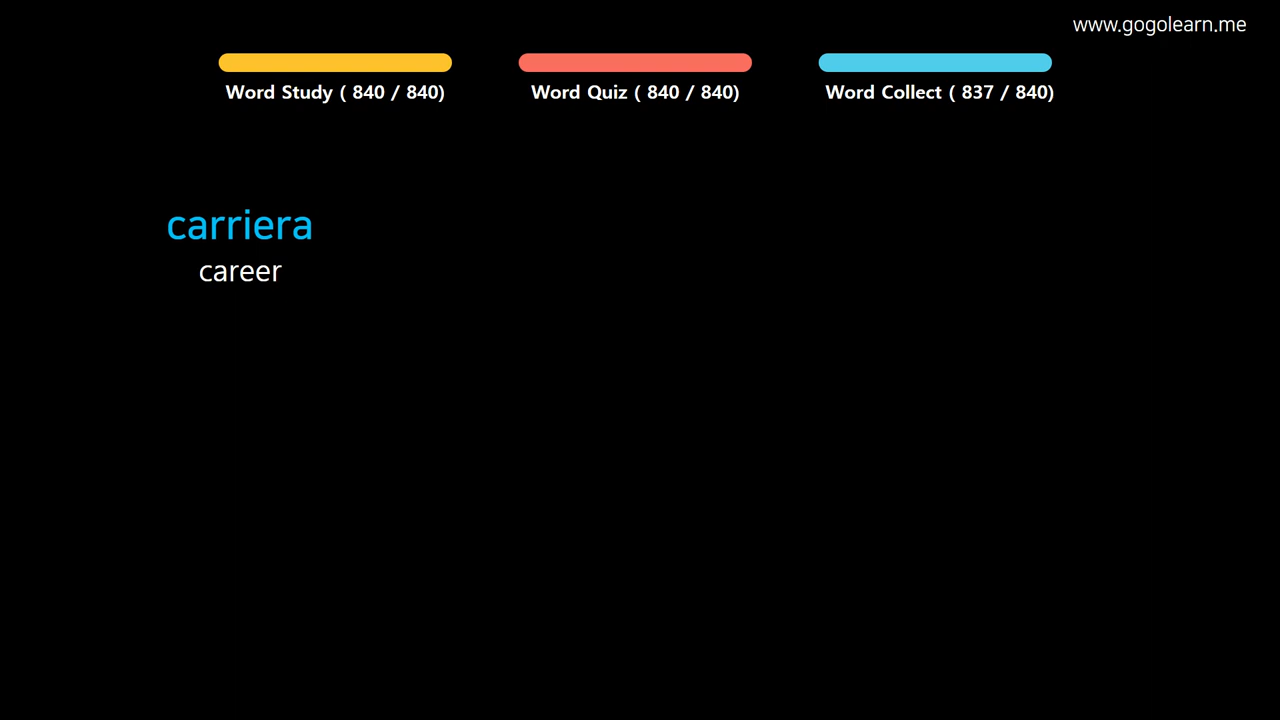 www.gogolearn.me
Word Study ( 840 / 840)
Word Quiz ( 840 / 840)
Word Collect ( 837 / 840)
carriera
career